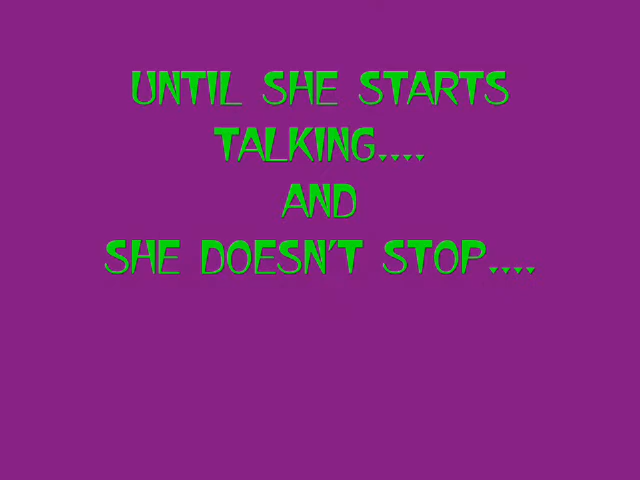 UNTIL SHE STARTS
TALKING....
AND
SHE DOESN'T STOP....